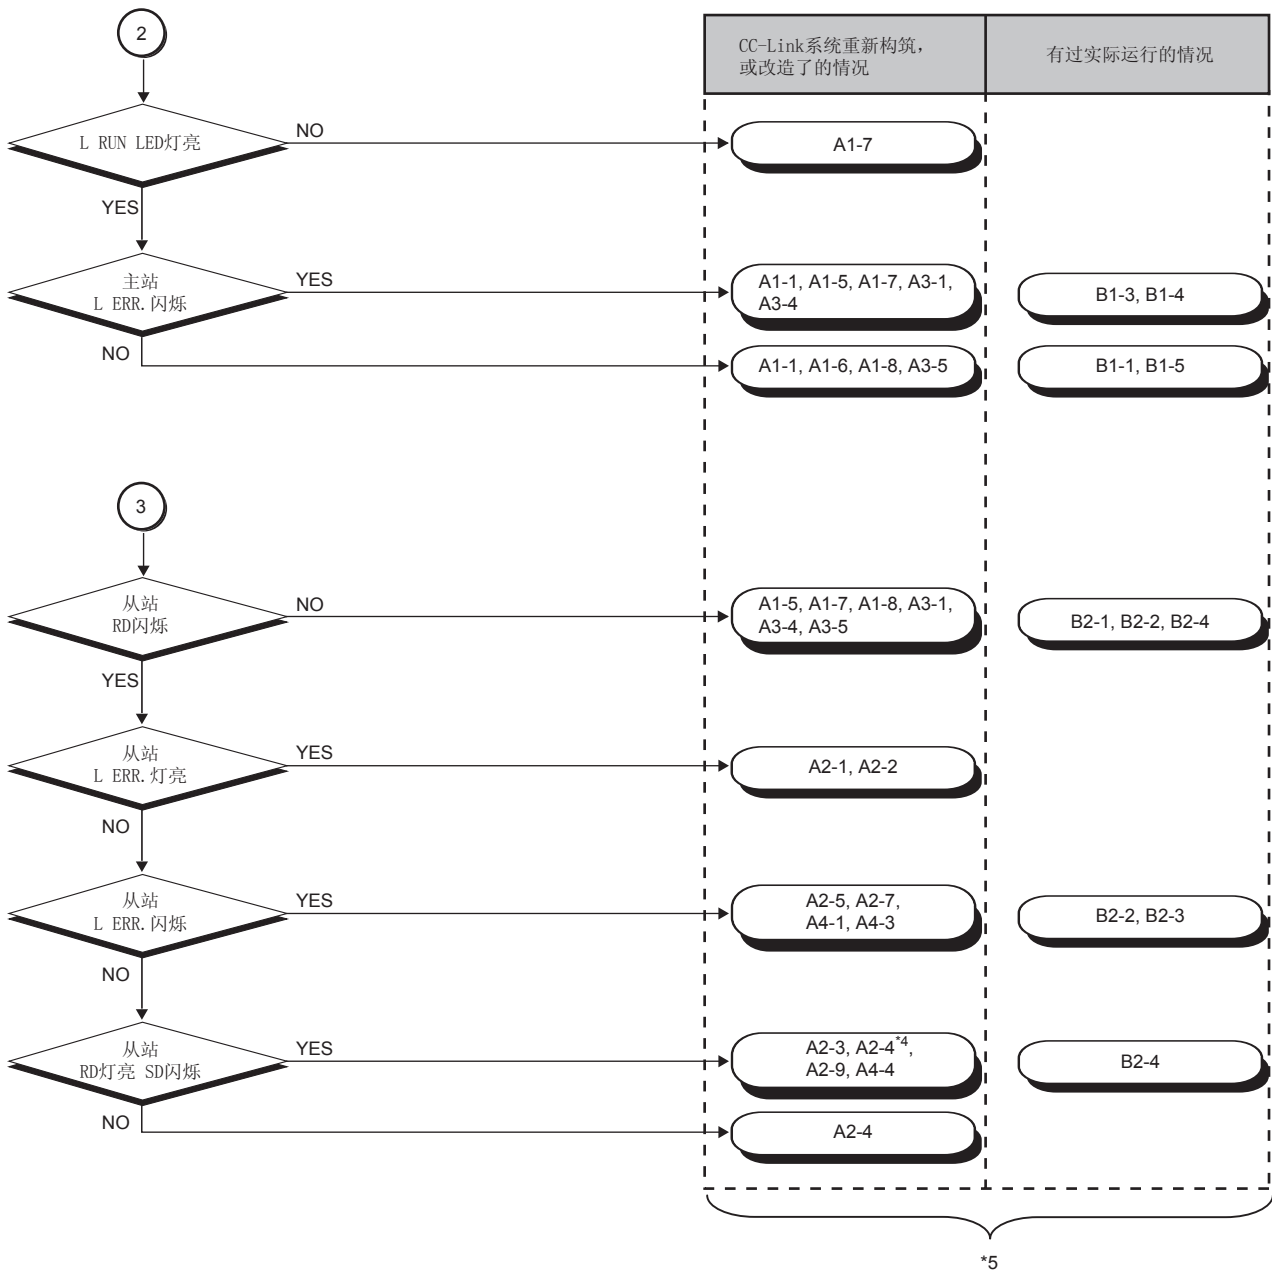 2
CC-Link系统重新构筑，
或改造了的情况
有过实际运行的情况
L RUN LED灯亮
NO
A1-7
YES
主站
L ERR.闪烁
YES
A1-1, A1-5, A1-7, A3-1,
A3-4
B1-3, B1-4
NO
A1-1, A1-6, A1-8, A3-5
B1-1, B1-5
3
从站
RD闪烁
NO
A1-5, A1-7, A1-8, A3-1,
A3-4, A3-5
B2-1, B2-2, B2-4
YES
从站
L ERR.灯亮
YES
A2-1, A2-2
NO
从站
L ERR.闪烁
YES
A2-5, A2-7,
A4-1, A4-3
B2-2, B2-3
NO
从站
RD灯亮 SD闪烁
YES
A2-3, A2-4*4,
A2-9, A4-4
B2-4
NO
A2-4
*5